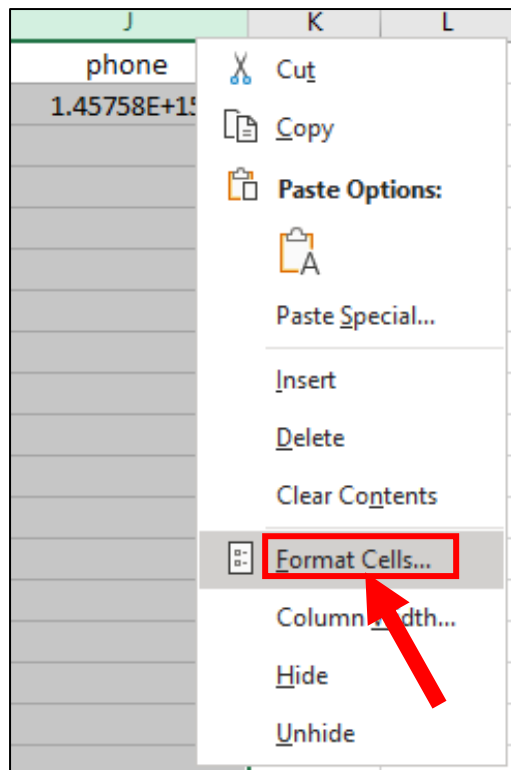 J K L
phone
1.45758E+15
Cut
Copy
Paste Options:
A
Paste Special...
Insert
Delete
Clear Contents
Format Cells...
Column Width...
Hide
Unhide